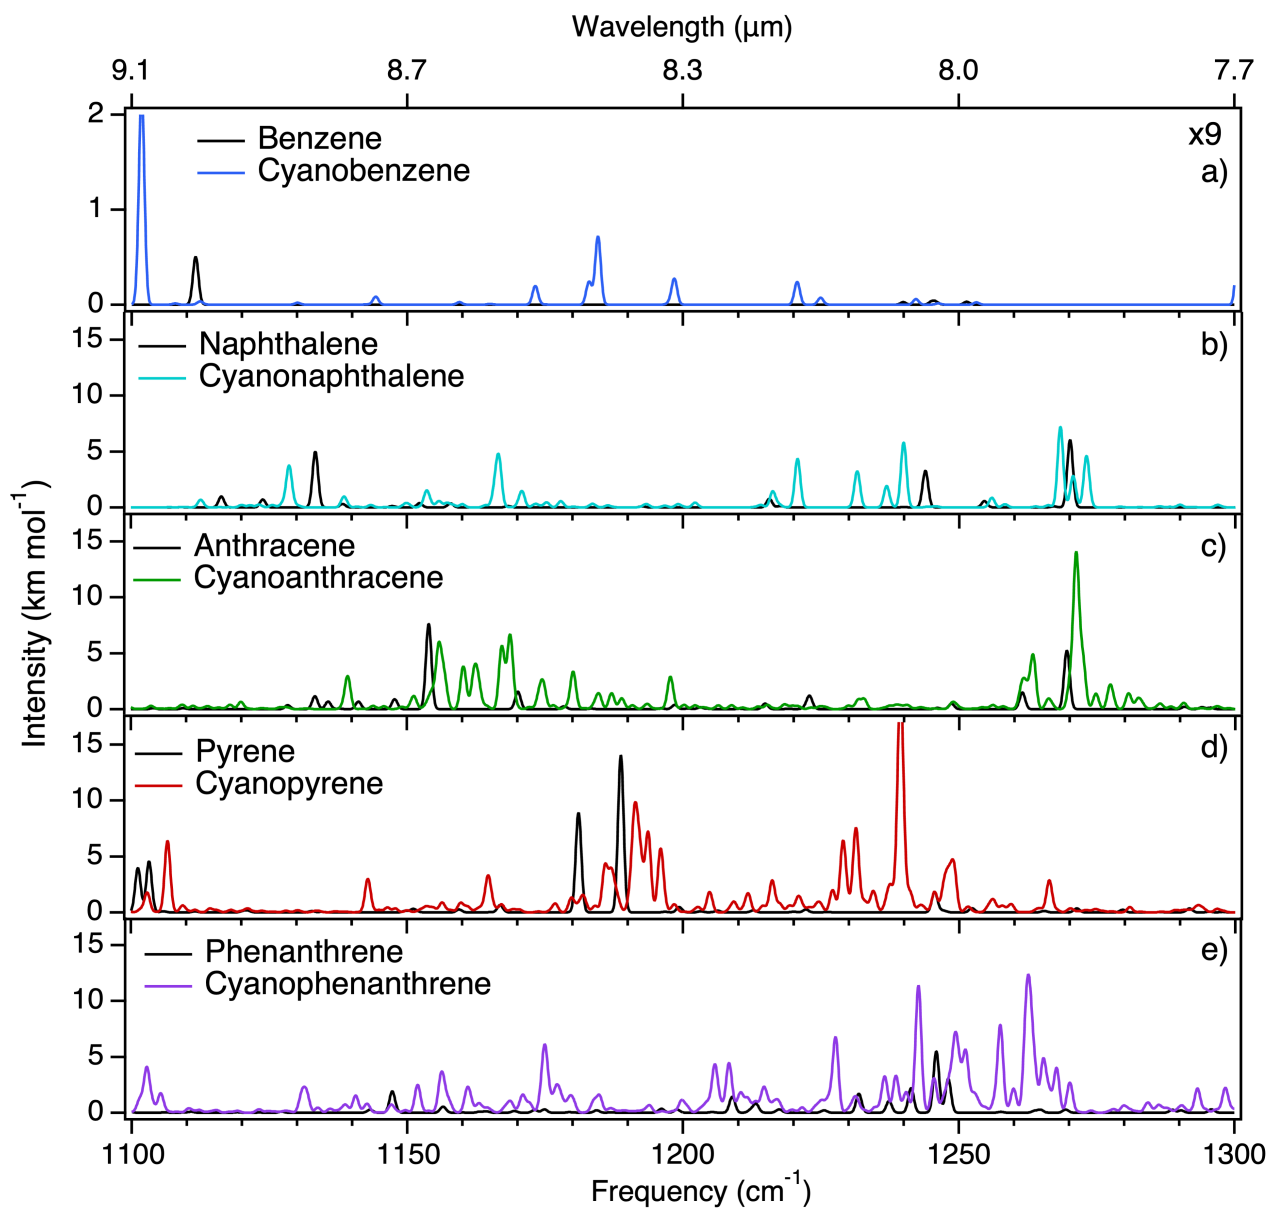 Wavelength (µm)
9.1 8.7 8.3 8.0 7.7
2
1
0
Benzene
Cyanobenzene
x9
a)
15
10
5
0
Naphthalene
Cyanonaphthalene
b)
15
10
5
0
Anthracene
Cyanoanthracene
c)
15
10
5
0
Pyrene
Cyanopyrene
d)
15
10
5
0
Phenanthrene
Cyanophenanthrene
e)
Intensity (km mol⁻¹)
1100 1150 1200 1250 1300
Frequency (cm⁻¹)